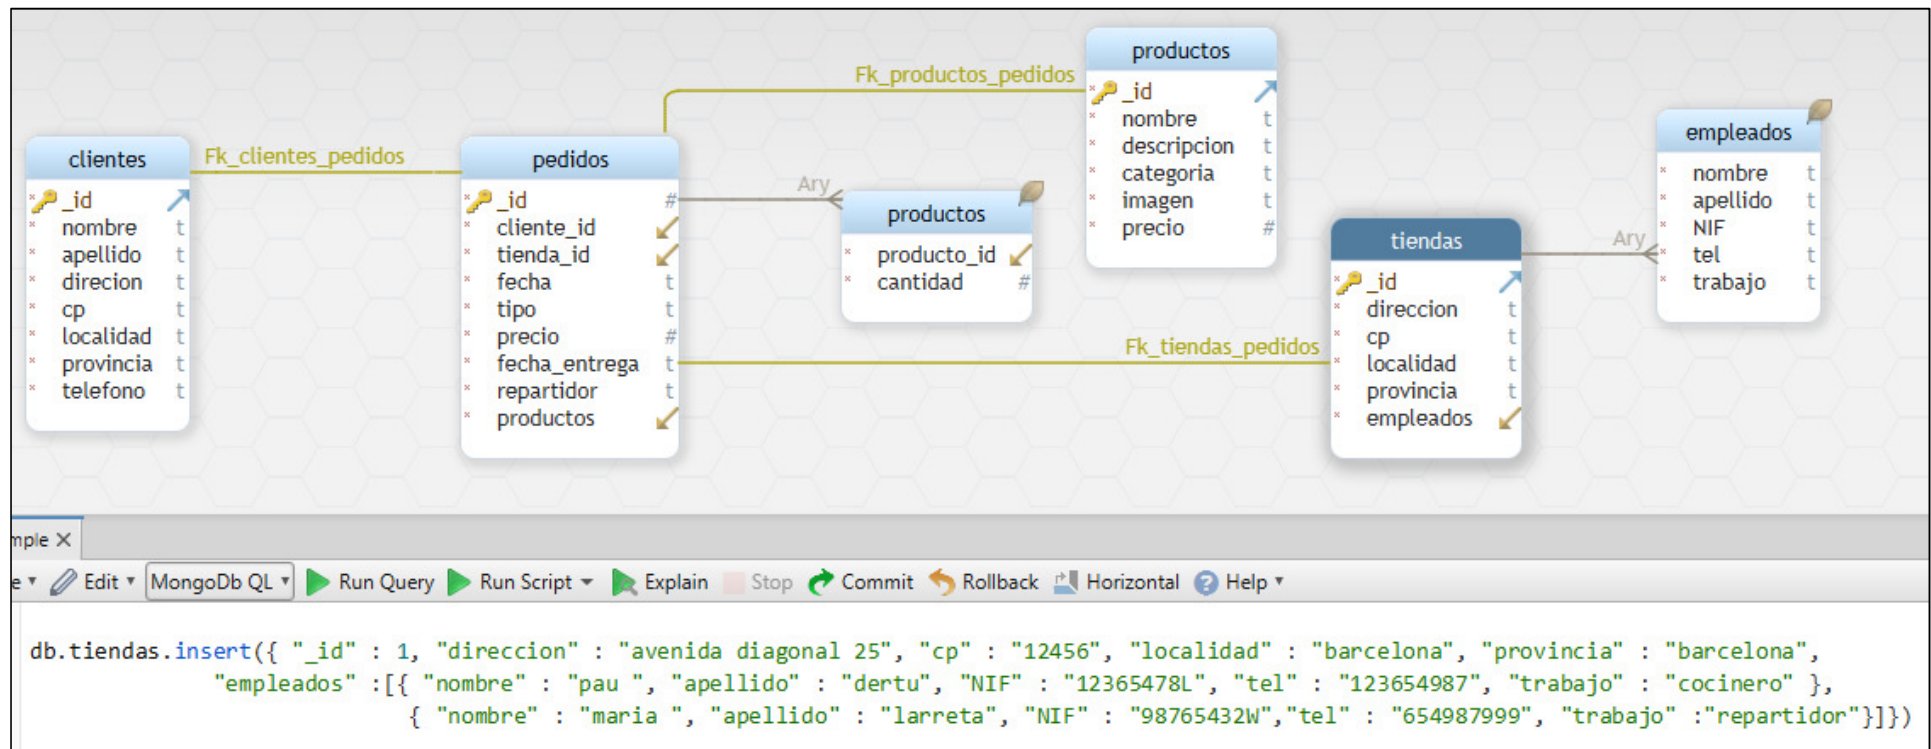 productos
_id
nombre t
descripcion t
categoria t
imagen t
precio #
Fk_productos_pedidos
empleados
nombre t
apellido t
NIF t
tel t
trabajo t
clientes
_id
nombre t
apellido t
direcion t
cp t
localidad t
provincia t
telefono t
Fk_clientes_pedidos
pedidos
_id #
cliente_id
tienda_id
fecha t
tipo t
precio #
fecha_entrega t
repartidor t
productos
Ary
productos
producto_id
cantidad #
Fk_tiendas_pedidos
tiendas
_id
direccion t
cp t
localidad t
provincia t
empleados
Ary
mple X
e Edit MongoDb QL Run Query Run Script Explain Stop Commit Rollback Horizontal ? Help
db.tiendas.insert({ "_id" : 1, "direccion" : "avenida diagonal 25", "cp" : "12456", "localidad" : "barcelona", "provincia" : "barcelona",
"empleados" :[{ "nombre" : "pau ", "apellido" : "dertu", "NIF" : "12365478L", "tel" : "123654987", "trabajo" : "cocinero" },
{ "nombre" : "maria ", "apellido" : "larreta", "NIF" : "98765432W","tel" : "654987999", "trabajo" :"repartidor"}]})